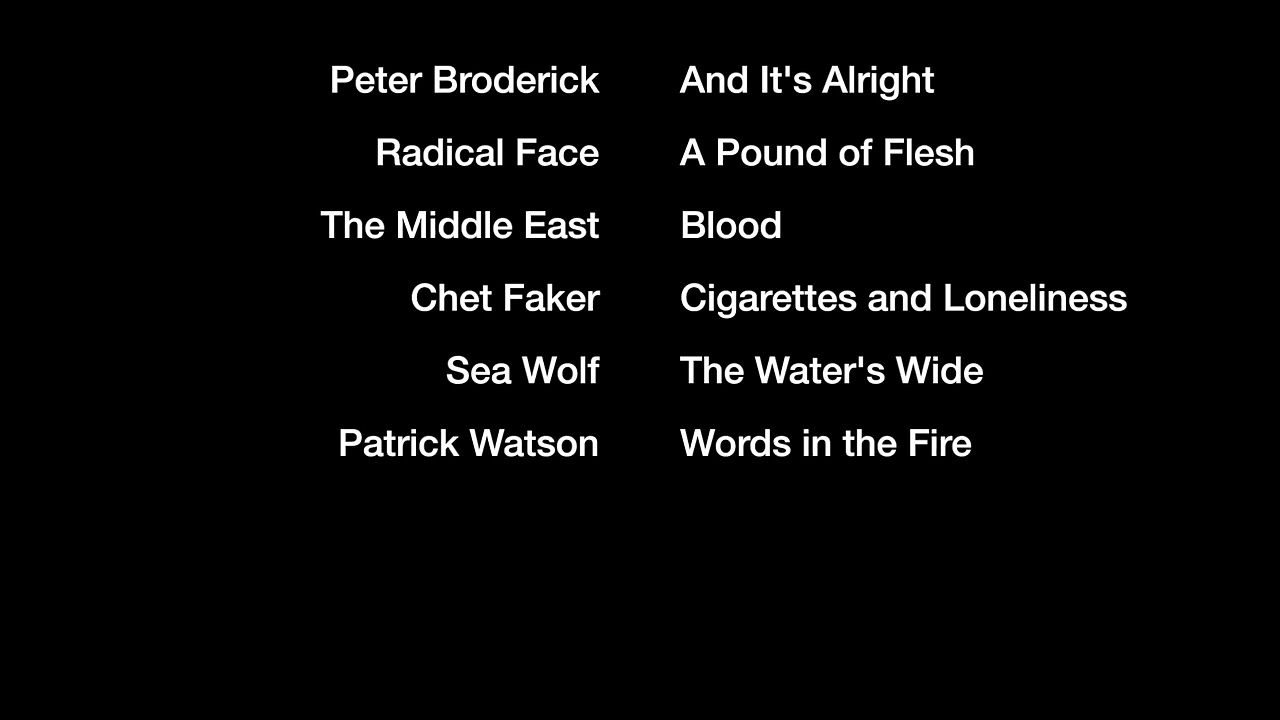 Peter Broderick And It's Alright
Radical Face A Pound of Flesh
The Middle East Blood
Chet Faker Cigarettes and Loneliness
Sea Wolf The Water's Wide
Patrick Watson Words in the Fire